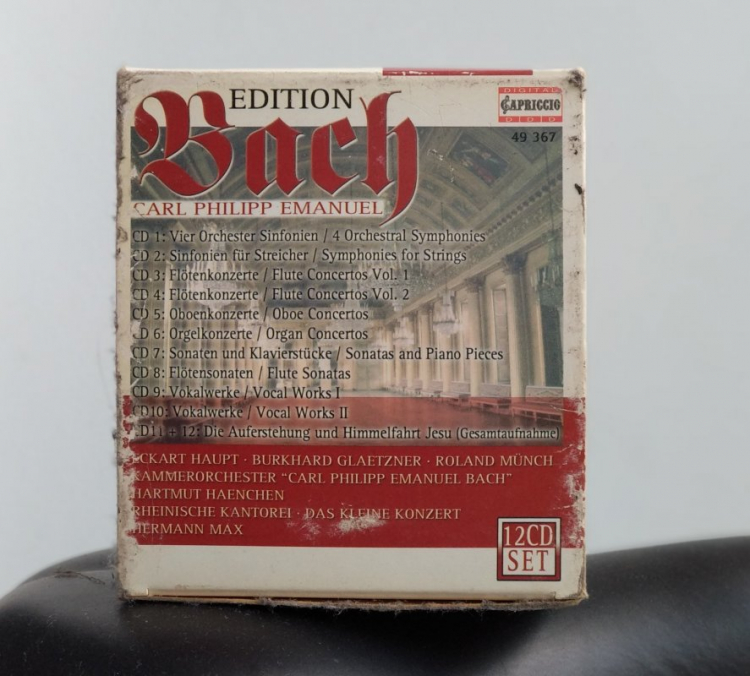 EDITION
Bach
CARL PHILIPP EMANUEL
DIGITAL
CAPRICCIO
DIGITAL
49 367
CD 1: Vier Orchester Sinfonien / 4 Orchestral Symphonies
CD 2: Sinfonien für Streicher / Symphonies for Strings
CD 3: Flötenkonzerte / Flute Concertos Vol. 1
CD 4: Flötenkonzerte / Flute Concertos Vol. 2
CD 5: Oboenkonzerte / Oboe Concertos
CD 6: Orgelkonzerte / Organ Concertos
CD 7: Sonaten und Klavierstücke / Sonatas and Piano Pieces
CD 8: Flötensonaten / Flute Sonatas
CD 9: Vokalwerke / Vocal Works I
CD10: Vokalwerke / Vocal Works II
CD11 + 12: Die Auferstehung und Himmelfahrt Jesu (Gesamtaufnahme)
ECKART HAUPT · BURKHARD GLAETZNER · ROLAND MÜNCH
KAMMERORCHESTER "CARL PHILIPP EMANUEL BACH"
HARTMUT HAENCHEN
RHEINISCHE KANTOREI · DAS KLEINE KONZERT
HERMANN MAX
12CD
SET